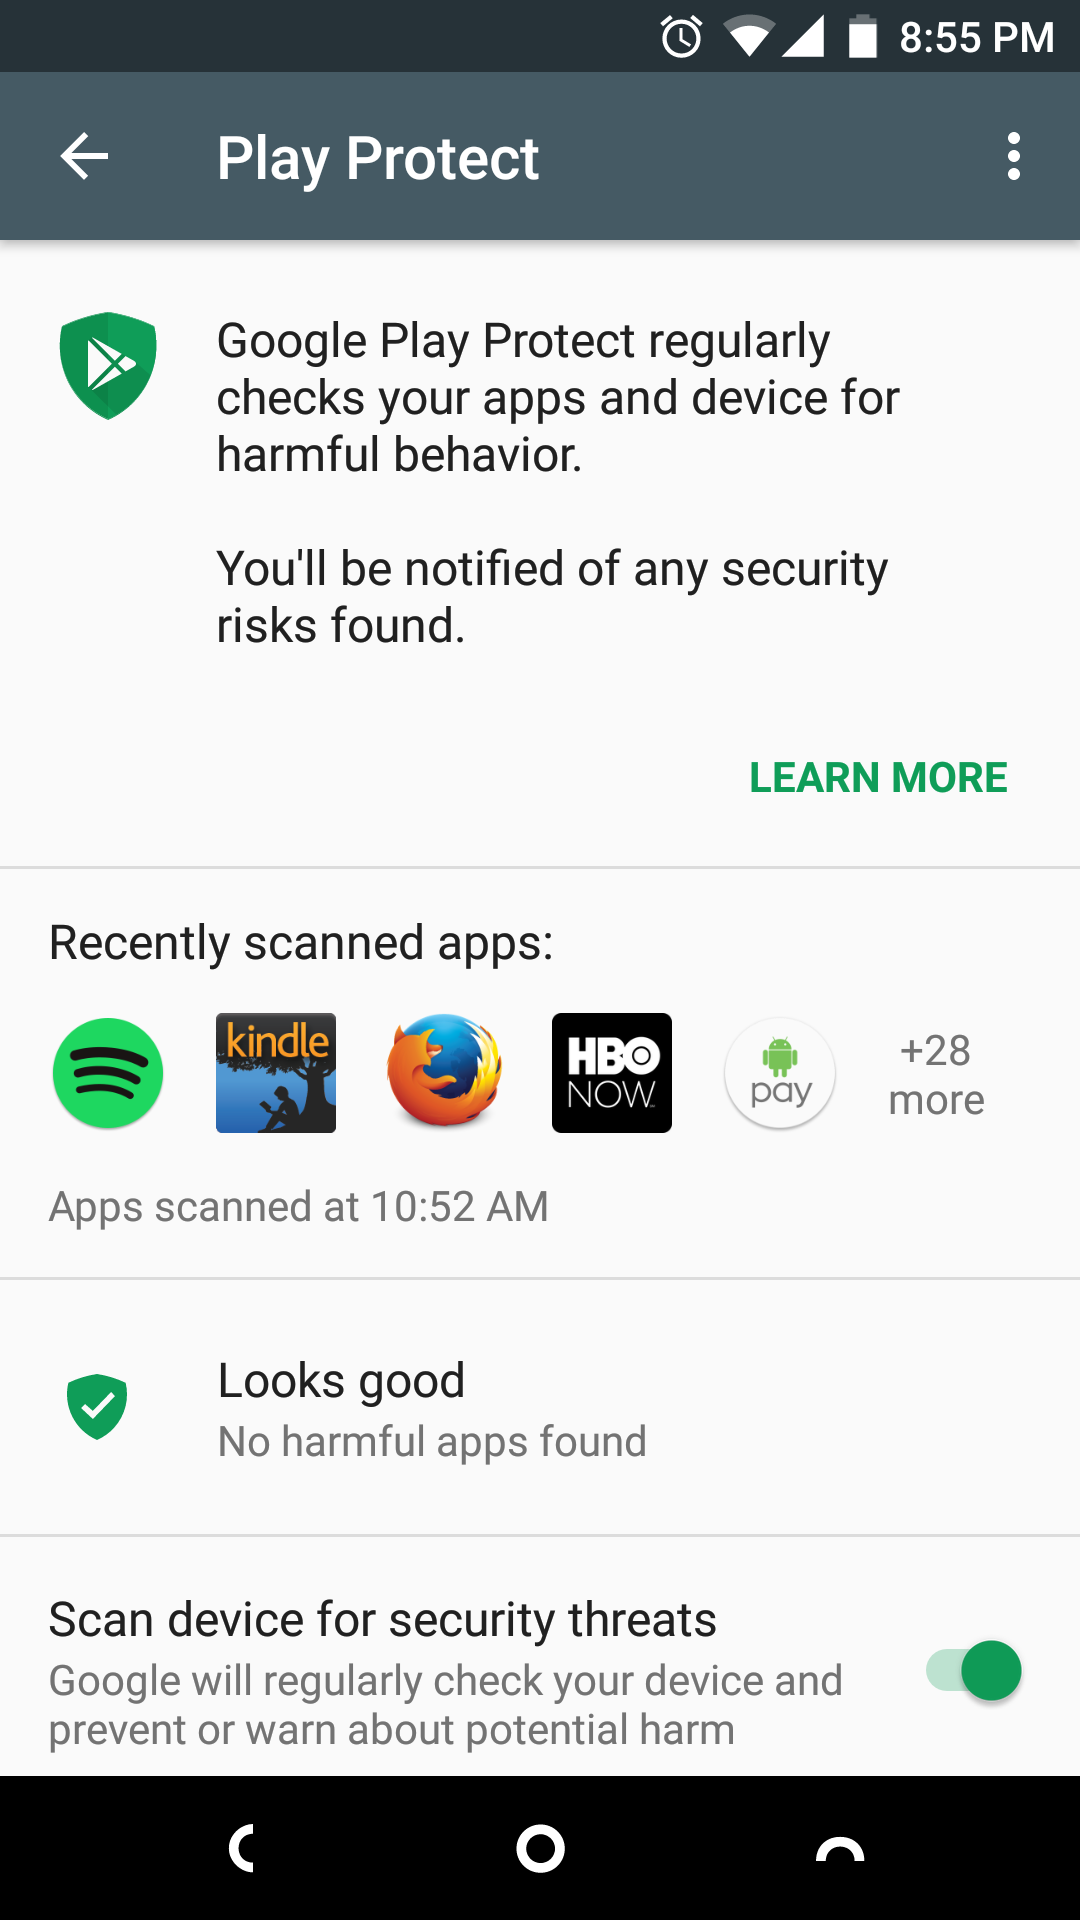 8:55 PM
Play Protect
Google Play Protect regularly
checks your apps and device for
harmful behavior.
You'll be notified of any security
risks found.
LEARN MORE
Recently scanned apps:
kindle
HBO
NOW
pay
+28
more
Apps scanned at 10:52 AM
Looks good
No harmful apps found
Scan device for security threats
Google will regularly check your device and
prevent or warn about potential harm